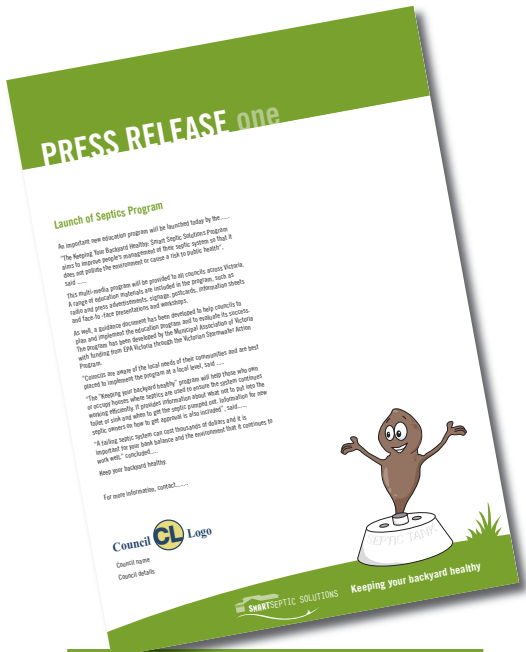 PRESS RELEASE one
Launch of Septics Program
An important new education program will be launched today by the......
"The Keeping Your Backyard Healthy: Smart Septic Solutions Program
aims to improve people's management of their septic system so that it
does not pollute the environment or cause a risk to public health",
said ......
This multi-media program will be provided to all councils across Victoria.
A range of education materials are included in the program, such as
radio and press advertisements, signage, postcards, information sheets
and face-to -face presentations and workshops.
As well, a guidance document has been developed to help councils to
plan and implement the education program and to evaluate its success.
The program has been developed by the Municipal Association of Victoria
with funding from EPA Victoria through the Victorian Stormwater Action
Program.
"Councils are aware of the local needs of their communities and are best
placed to implement the program at a local level, said .....
"The "Keeping your backyard healthy" program will help those who own
or occupy houses where septics are used to ensure the system continues
working efficiently. It provides information about what not to put into the
toilet or sink and when to get the septic pumped out. Information for new
septic owners on how to get approval is also included", said......
"A failing septic system can cost thousands of dollars and it is
important for your bank balance and the environment that it continues to
work well," concluded.....
Keep your backyard healthy.
For more information, contact.........
Council CL Logo
Council name
Council details
SEPTIC TANK
SMARTSEPTIC SOLUTIONS
Keeping your backyard healthy